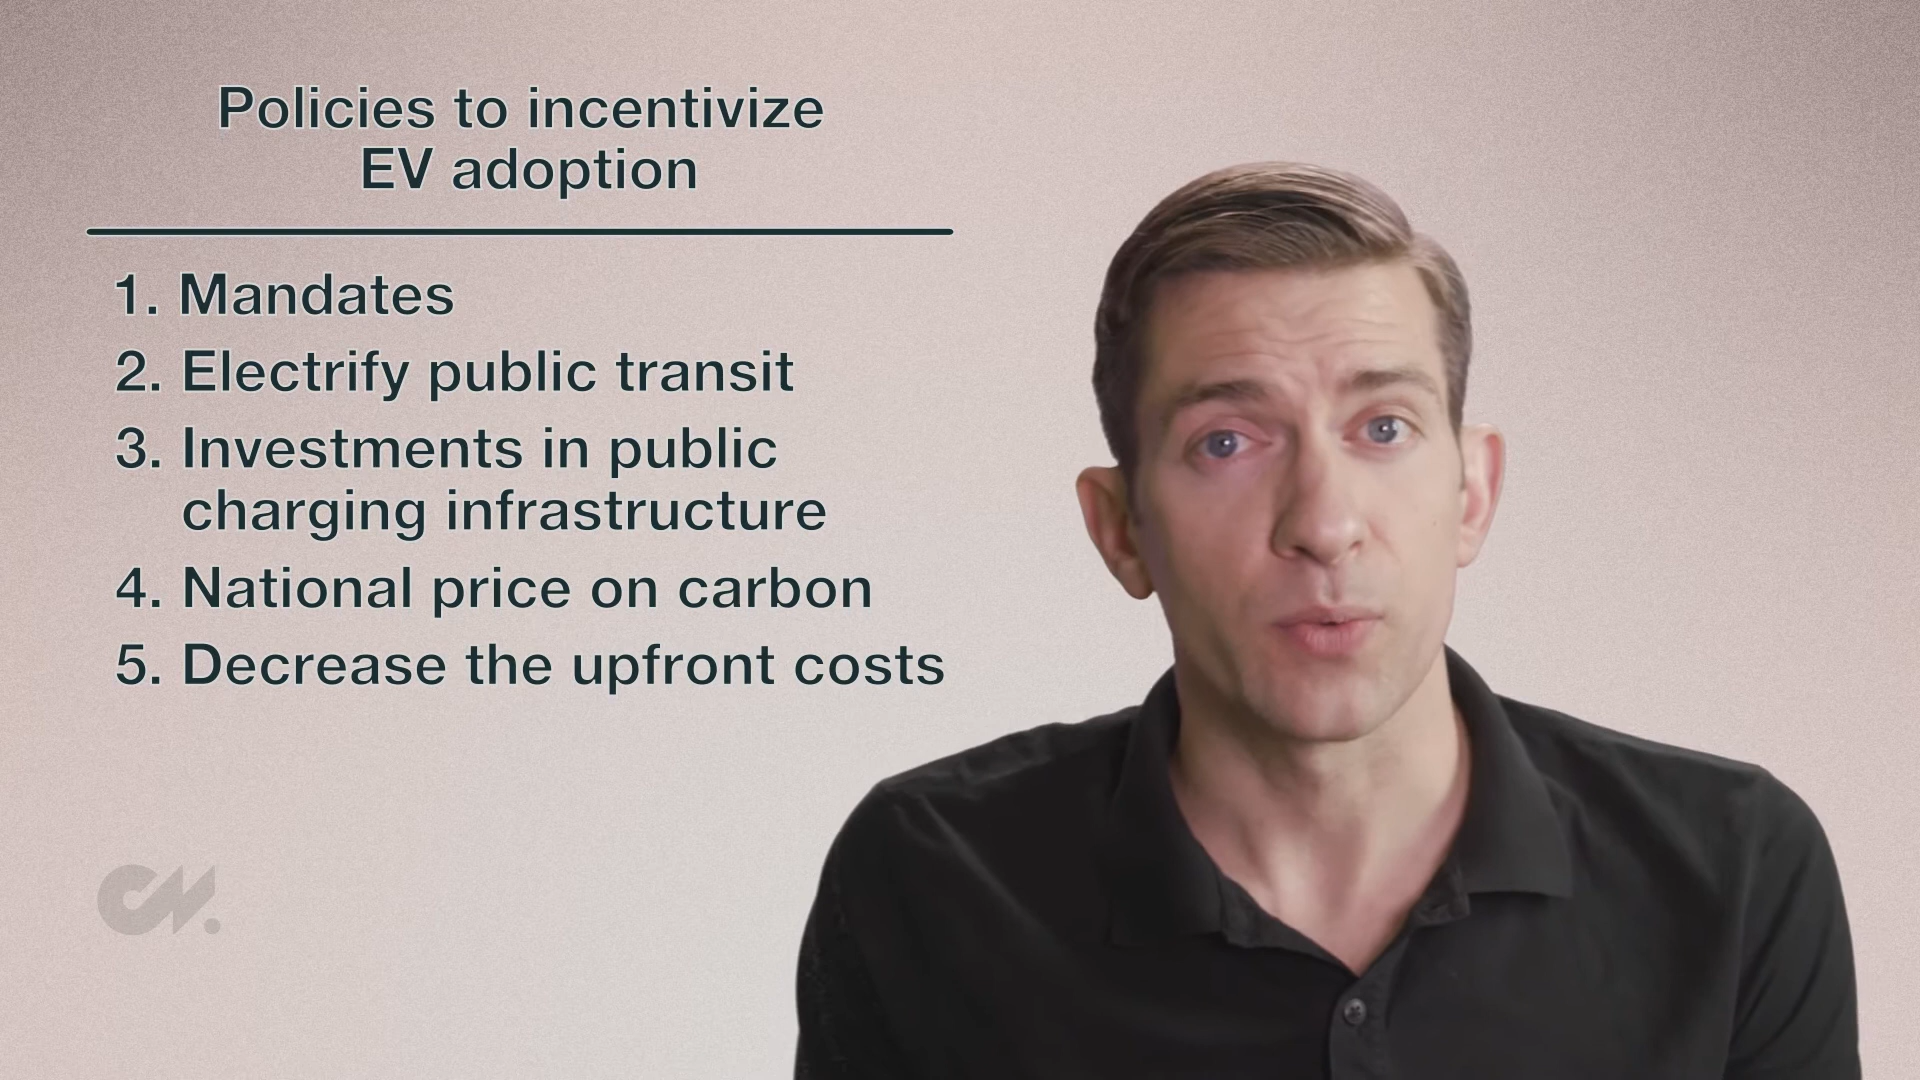 Policies to incentivize
EV adoption
1. Mandates
2. Electrify public transit
3. Investments in public
charging infrastructure
4. National price on carbon
5. Decrease the upfront costs
CM.